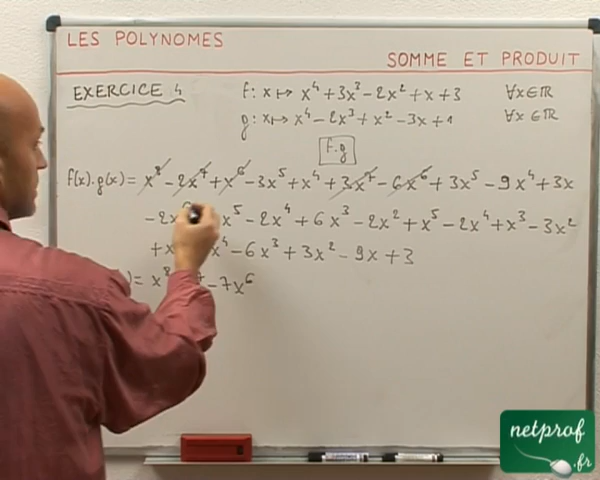 LES POLYNOMES
SOMME ET PRODUIT
EXERCICE 4
f: x ↦ x⁴ + 3x³ - 2x² + x + 3 ∀x∈ℝ
g: x ↦ x⁴ - 2x³ + x² - 3x + 1 ∀x∈ℝ
f.g
f(x).g(x) = x⁸ - 2x⁷ + x⁶ - 3x⁵ + x⁴ + 3x⁷ - 6x⁶ + 3x⁵ - 9x⁴ + 3x
- 2x x⁵ - 2x⁴ + 6x³ - 2x² + x⁵ - 2x⁴ + x³ - 3x²
+ x x⁴ - 6x³ + 3x² - 9x + 3
) = x⁸ ⁷ - 7x⁶
netprof
.fr